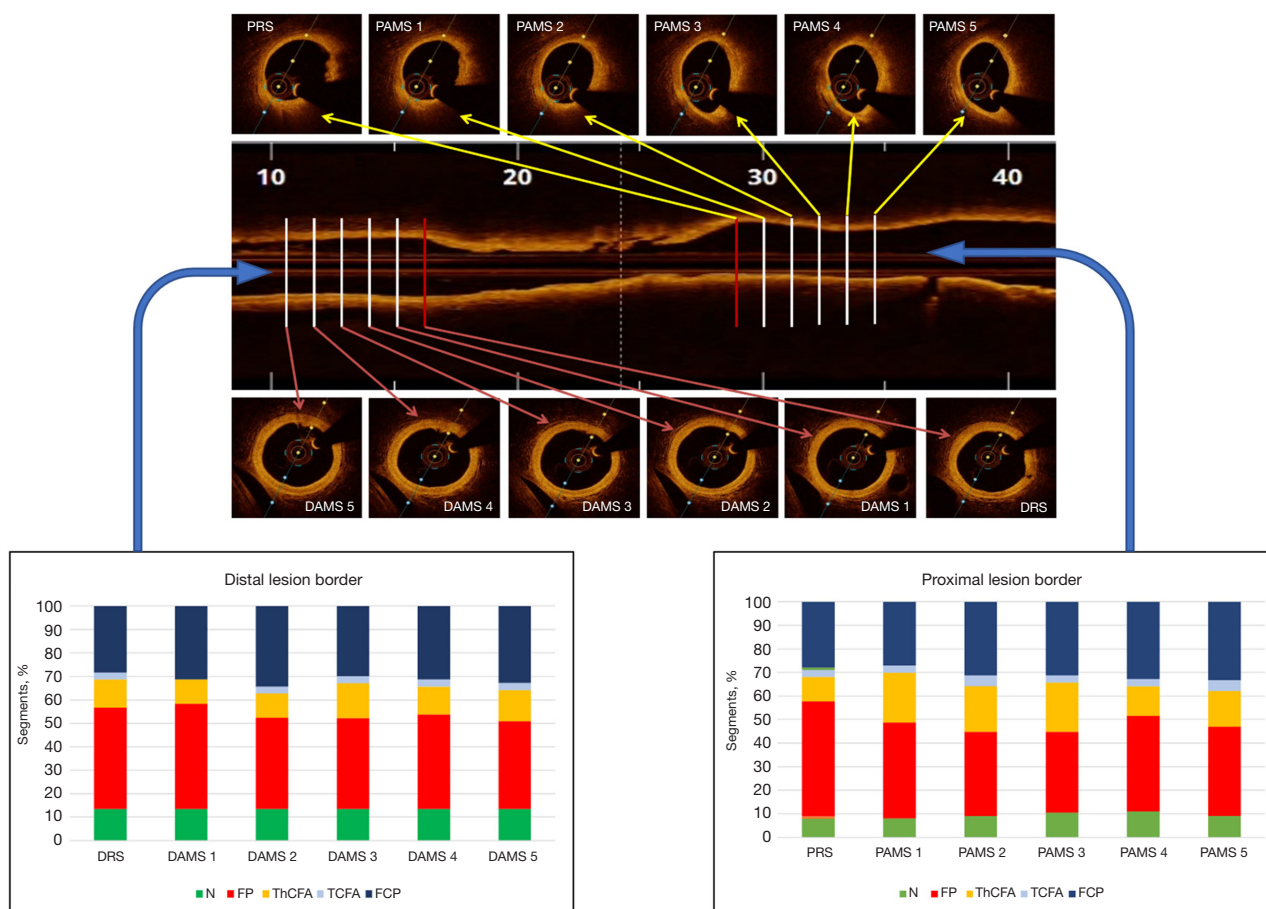 PRS PAMS 1 PAMS 2 PAMS 3 PAMS 4 PAMS 5
10 20 30 40
DAMS 5 DAMS 4 DAMS 3 DAMS 2 DAMS 1 DRS
Distal lesion border
Segments, %
100
90
80
70
60
50
40
30
20
10
0
DRS DAMS 1 DAMS 2 DAMS 3 DAMS 4 DAMS 5
N FP ThCFA TCFA FCP
Proximal lesion border
Segments, %
100
90
80
70
60
50
40
30
20
10
0
PRS PAMS 1 PAMS 2 PAMS 3 PAMS 4 PAMS 5
N FP ThCFA TCFA FCP